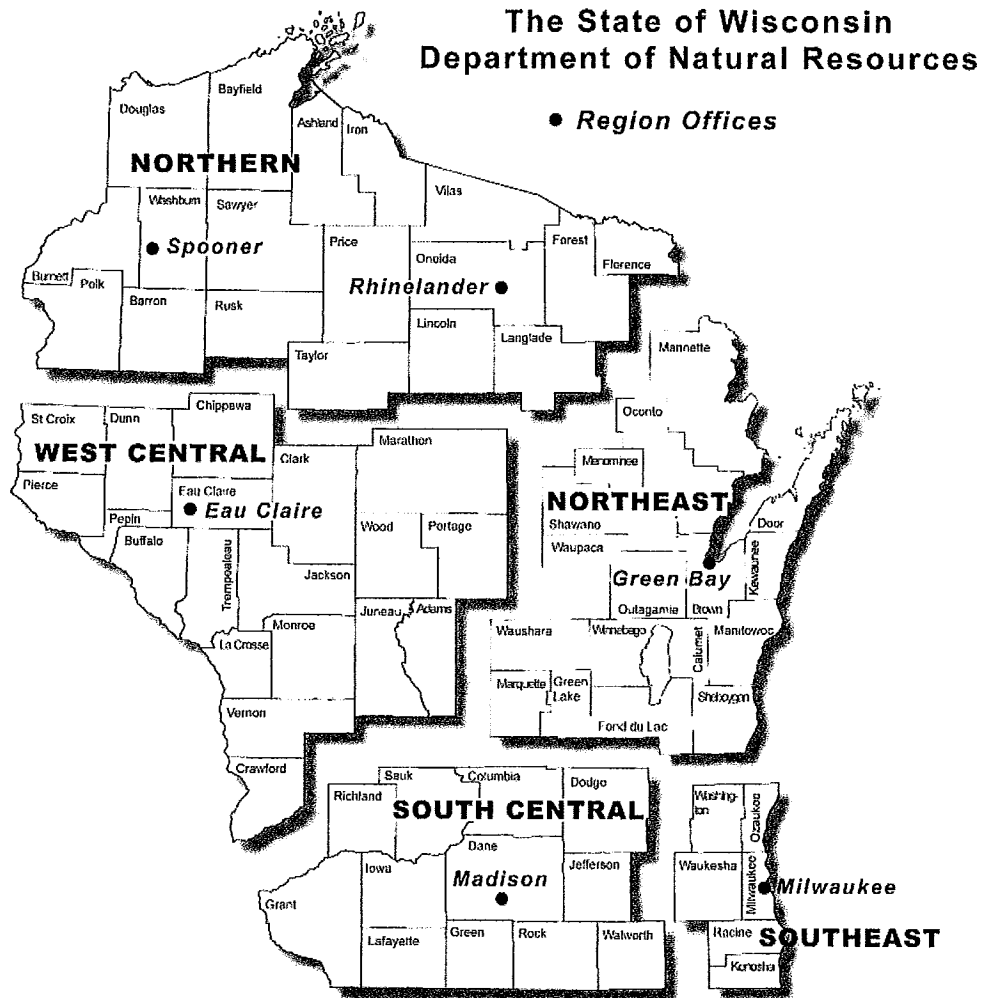 The State of Wisconsin
Department of Natural Resources
Region Offices
Bayfield
Douglas
Ashland
Iron
NORTHERN
Vilas
Washburn
Sawyer
Spooner
Price
Forest
Oneida
Florence
Burnett
Polk
Rhinelander
Barron
Rusk
Lincoln
Langlade
Taylor
Marinette
Chippawa
St Croix
Dunn
Oconto
WEST CENTRAL
Marathon
Clark
Menominee
Pierce
Eau Claire
Eau Claire
NORTHEAST
Pepin
Wood
Portage
Shawano
Door
Buffalo
Waupaca
Trempealeau
Jackson
Green Bay
Kewaunee
Juneau
Adams
Outagamie
Brown
Monroe
Waushara
Winnebago
Calumet
Manitowoc
La Crosse
Marquette
Green
Lake
Sheboygan
Vernon
Fond du Lac
Crawford
Sauk
Columbia
Dodge
Richland
SOUTH CENTRAL
Washing-
ton
Ozaukee
Dane
Iowa
Jefferson
Waukesha
Milwaukee
Madison
Milwaukee
Grant
Lafayette
Green
Rock
Walworth
Racine
SOUTHEAST
Kenosha